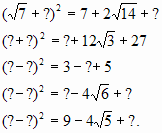 (√7 + ?)² = 7 + 2√14 + ?
(?+?)² = ?+ 12√3 + 27
(?−?)² = 3 − ?+ 5
(?−?)² = ?− 4√6 + ?
(?−?)² = 9 − 4√5 + ?.